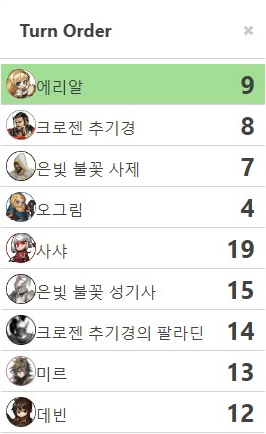 Turn Order ×
에리알 9
크로젠 추기경 8
은빛 불꽃 사제 7
오그림 4
사샤 19
은빛 불꽃 성기사 15
크로젠 추기경의 팔라딘 14
미르 13
데빈 12